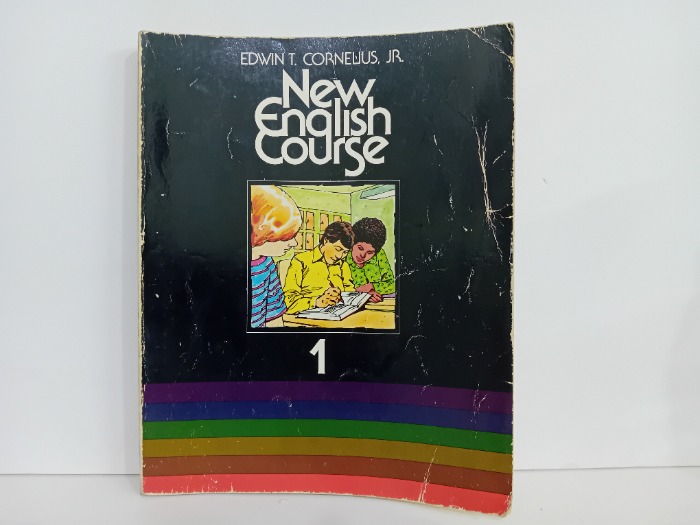 EDWIN T. CORNELIUS, JR.
New
English
Course
1